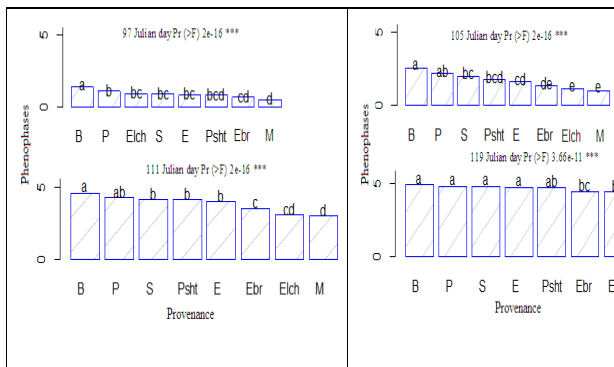 97 Julian day Pr (>F) 2e-16 ***
5
0
a b bc bc bc bcd cd d
B P Elch S E Psht Ebr M
Phenophases
111 Julian day Pr (>F) 2e-16 ***
5
0
a ab b b b c cd d
B P S Psht E Ebr Elch M
Provenance
105 Julian day Pr (>F) 2e-16 ***
5
0
a ab bc bcd cd de e e
B P S Psht E Ebr Elch M
Phenophases
119 Julian day Pr (>F) 3.66e-11 ***
5
0
a a a a ab bc
B P S E Psht Ebr E
Provenance